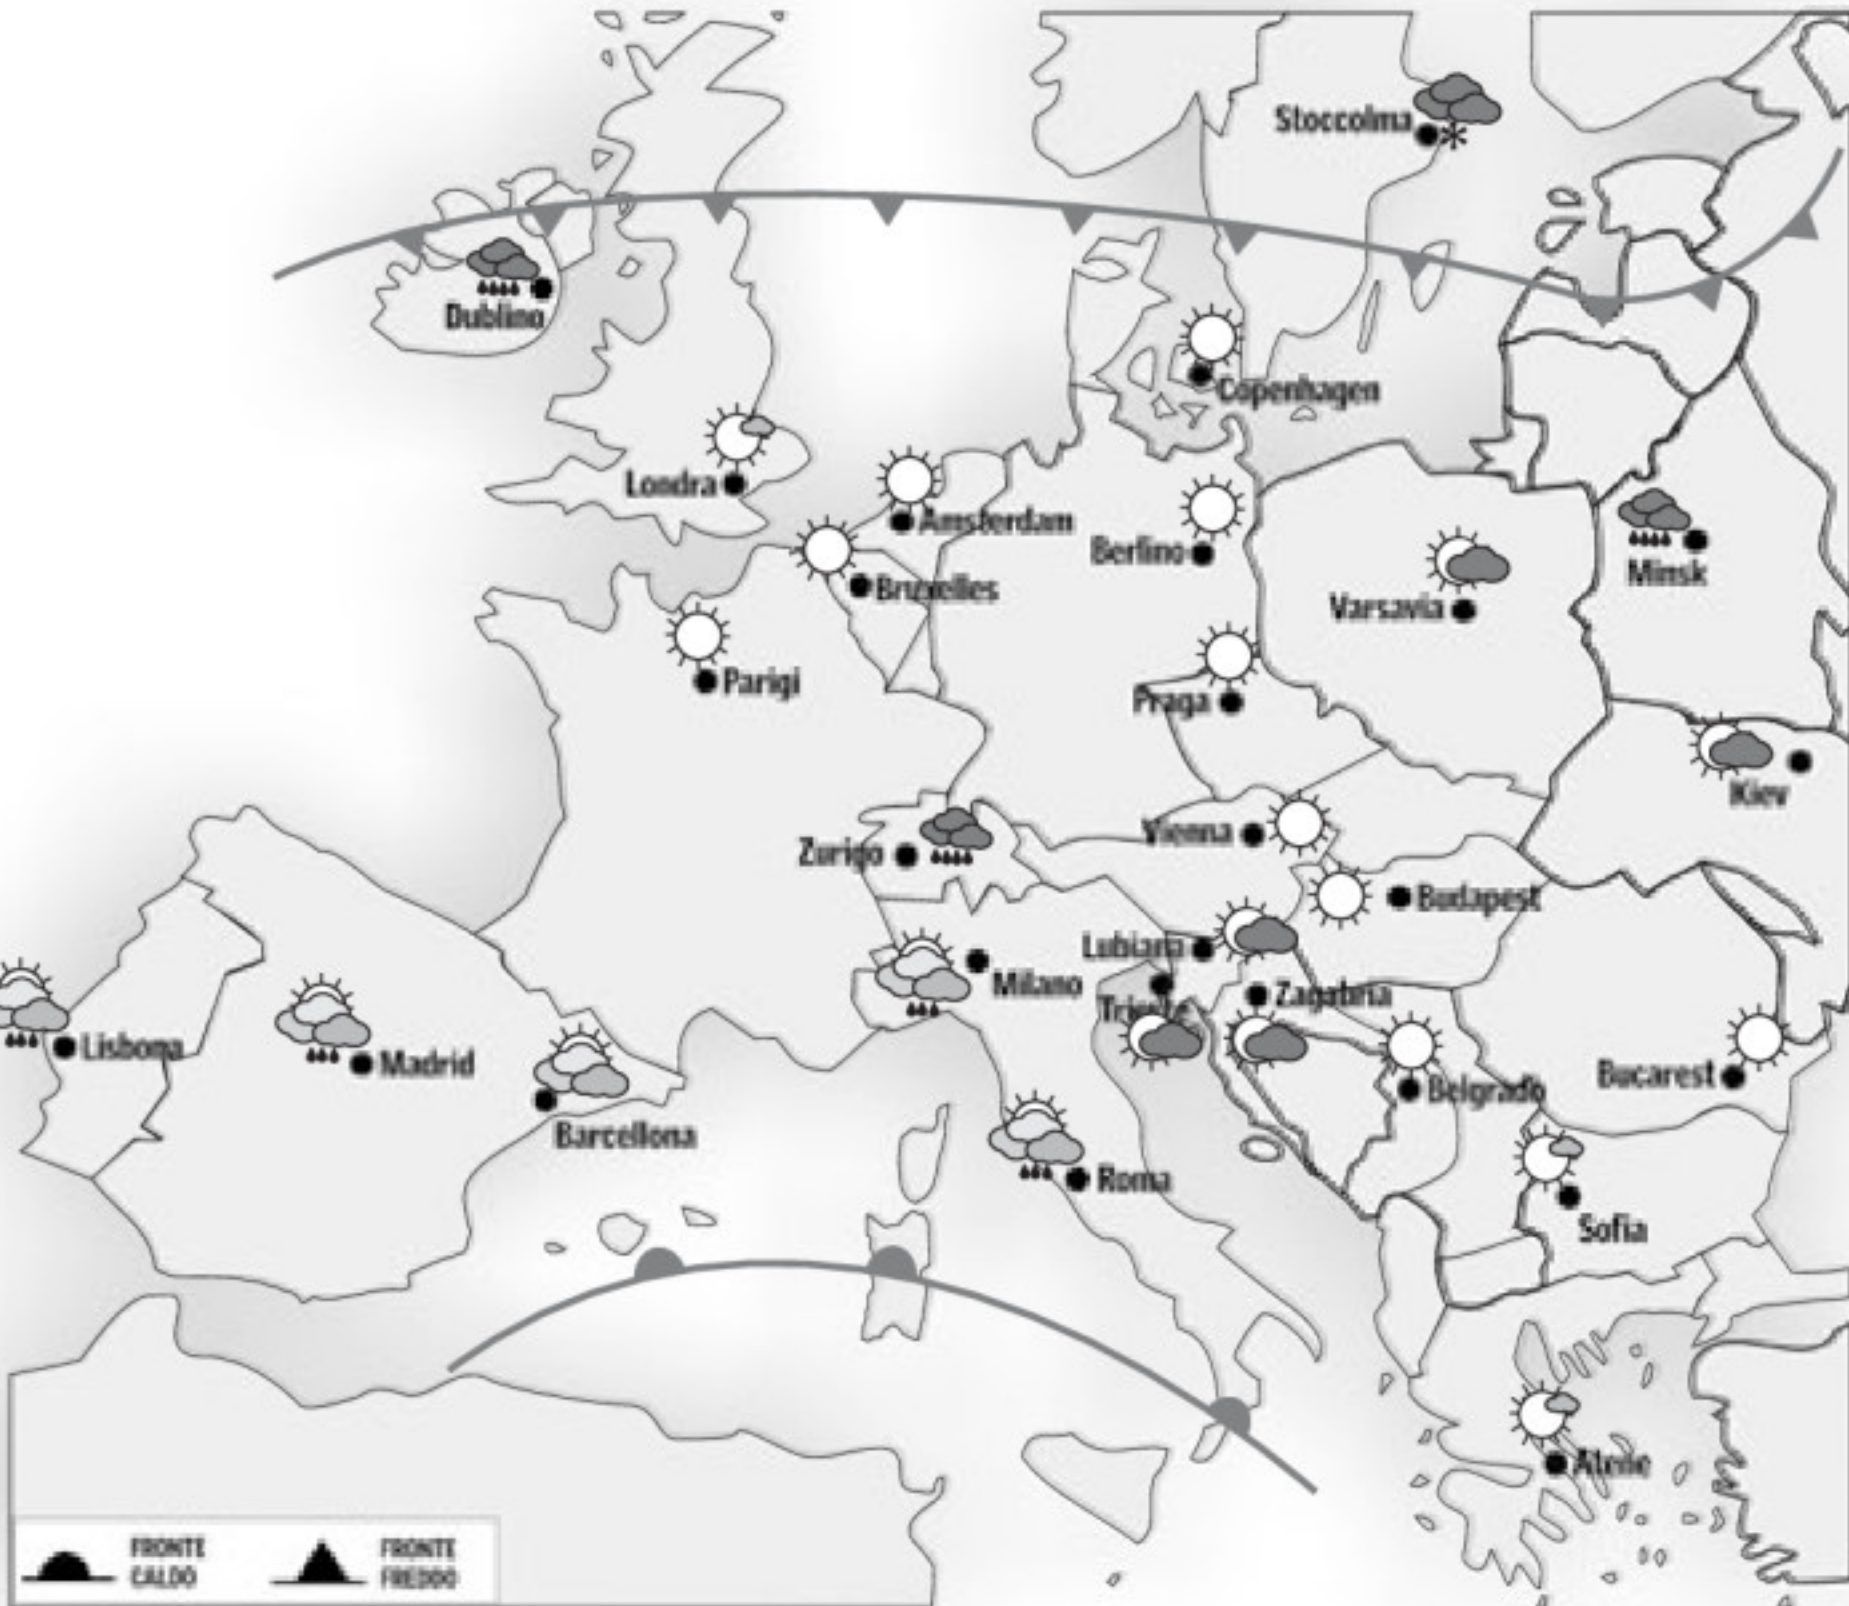 Stoccolma
Dublino
Copenhagen
Londra
Amsterdam
Berlino
Bruxelles
Minsk
Varsavia
Parigi
Praga
Kiev
Vienna
Zurigo
Budapest
Lubiana
Milano
Trieste
Zagabria
Lisbona
Madrid
Bucarest
Belgrado
Barcellona
Roma
Sofia
Atene
FRONTE
CALDO
FRONTE
FREDDO